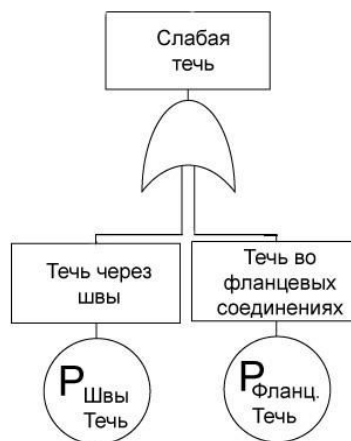 Слабая
течь
Течь через
швы
Течь во
фланцевых
соединениях
P Швы
Течь
P Фланц.
Течь